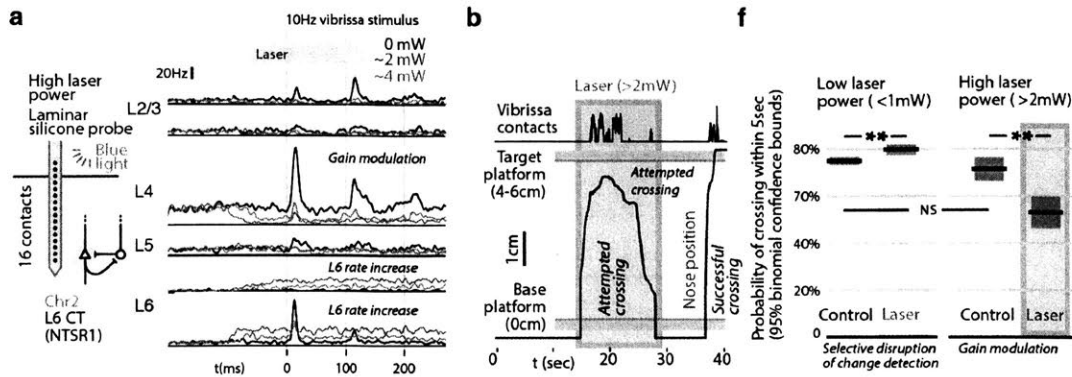 a
10Hz vibrissa stimulus
Laser
0 mW
~2 mW
~4 mW
20Hz
High laser
power
Laminar
silicone probe
Blue
light
16 contacts
Chr2
L6 CT
(NTSR1)
L2/3
L4
L5
L6
Gain modulation
L6 rate increase
L6 rate increase
t(ms)
0
100
200
b
Laser (>2mW)
Vibrissa
contacts
Target
platform
(4-6cm)
Attempted
crossing
1cm
Attempted
crossing
Nose position
Successful
crossing
Base
platform
(0cm)
0
20
40
t (sec)
f
Probability of crossing within 5sec
(95% binomial confidence bounds)
Low laser
power (<1mW)
High laser
power (>2mW)
**
**
80%
70%
NS
40%
20%
0
Control
Laser
Control
Laser
Selective disruption
of change detection
Gain modulation